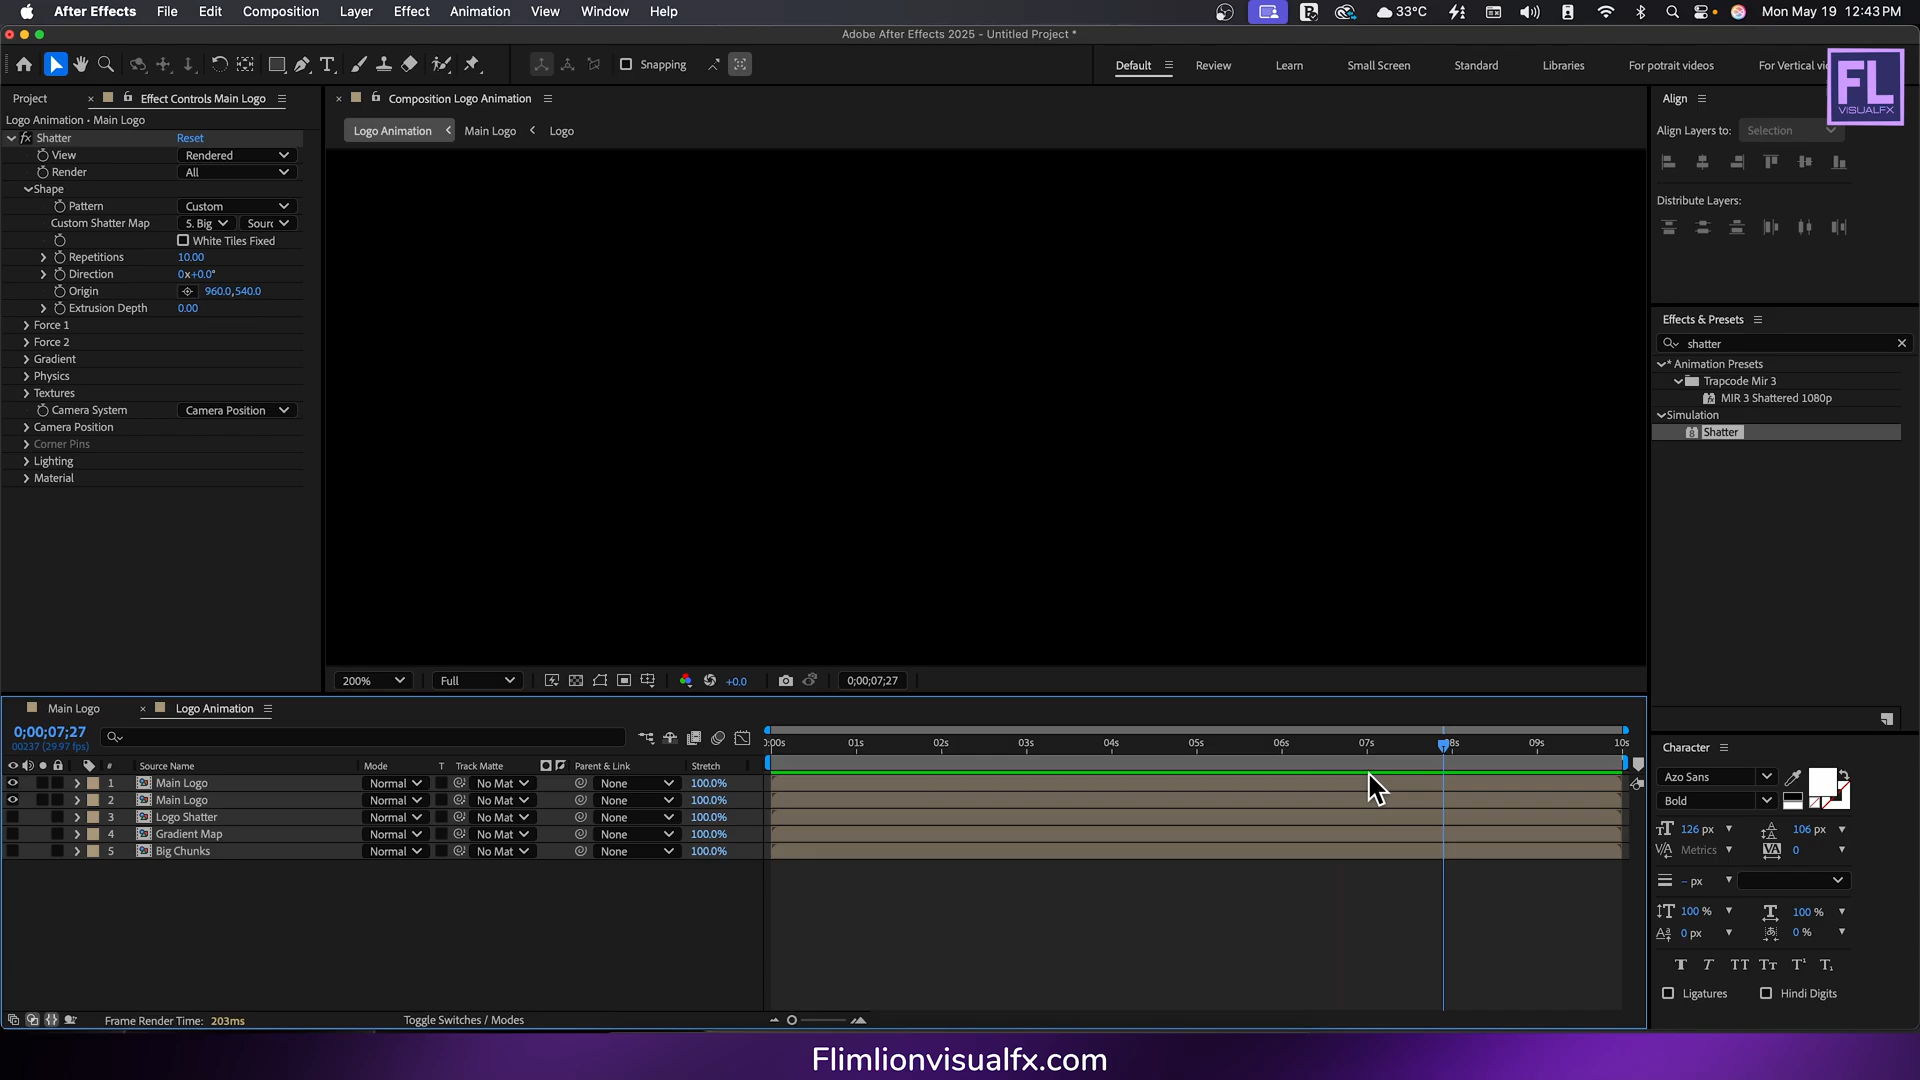 After Effects File Edit Composition Layer Effect Animation View Window Help 33°C Mon May 19 12:43 PM
Adobe After Effects 2025 - Untitled Project *
Snapping Default Review Learn Small Screen Standard Libraries For potrait videos For Vertical vi
FL
VISUALFX
Project × Effect Controls Main Logo × Composition Logo Animation Align
Logo Animation • Main Logo
Logo Animation Main Logo Logo Align Layers to: Selection
fx Shatter Reset
View Rendered
Render All
Shape
Pattern Custom
Custom Shatter Map 5. Big Sourc
White Tiles Fixed
Repetitions 10.00
Direction 0x+0.0°
Origin 960.0,540.0
Extrusion Depth 0.00
Force 1
Force 2
Gradient
Physics
Textures
Camera System Camera Position
Camera Position
Corner Pins
Lighting
Material
Distribute Layers:
Effects & Presets
shatter ×
* Animation Presets
Trapcode Mir 3
MIR 3 Shattered 1080p
Simulation
Shatter
200% Full +0.0 0;00;07;27
Main Logo × Logo Animation
0;00;07;27
00237 (29.97 fps)
:00s 01s 02s 03s 04s 05s 06s 07s 08s 09s 10s
# Source Name Mode T Track Matte Parent & Link Stretch
1 Main Logo Normal No Mat None 100.0%
2 Main Logo Normal No Mat None 100.0%
3 Logo Shatter Normal No Mat None 100.0%
4 Gradient Map Normal No Mat None 100.0%
5 Big Chunks Normal No Mat None 100.0%
Frame Render Time: 203ms Toggle Switches / Modes
Character
Azo Sans
Bold
126 px 106 px
Metrics 0
– px
100 % 100 %
0 px 0 %
T T TT Tт T¹ T₁
Ligatures Hindi Digits
Flimlionvisualfx.com